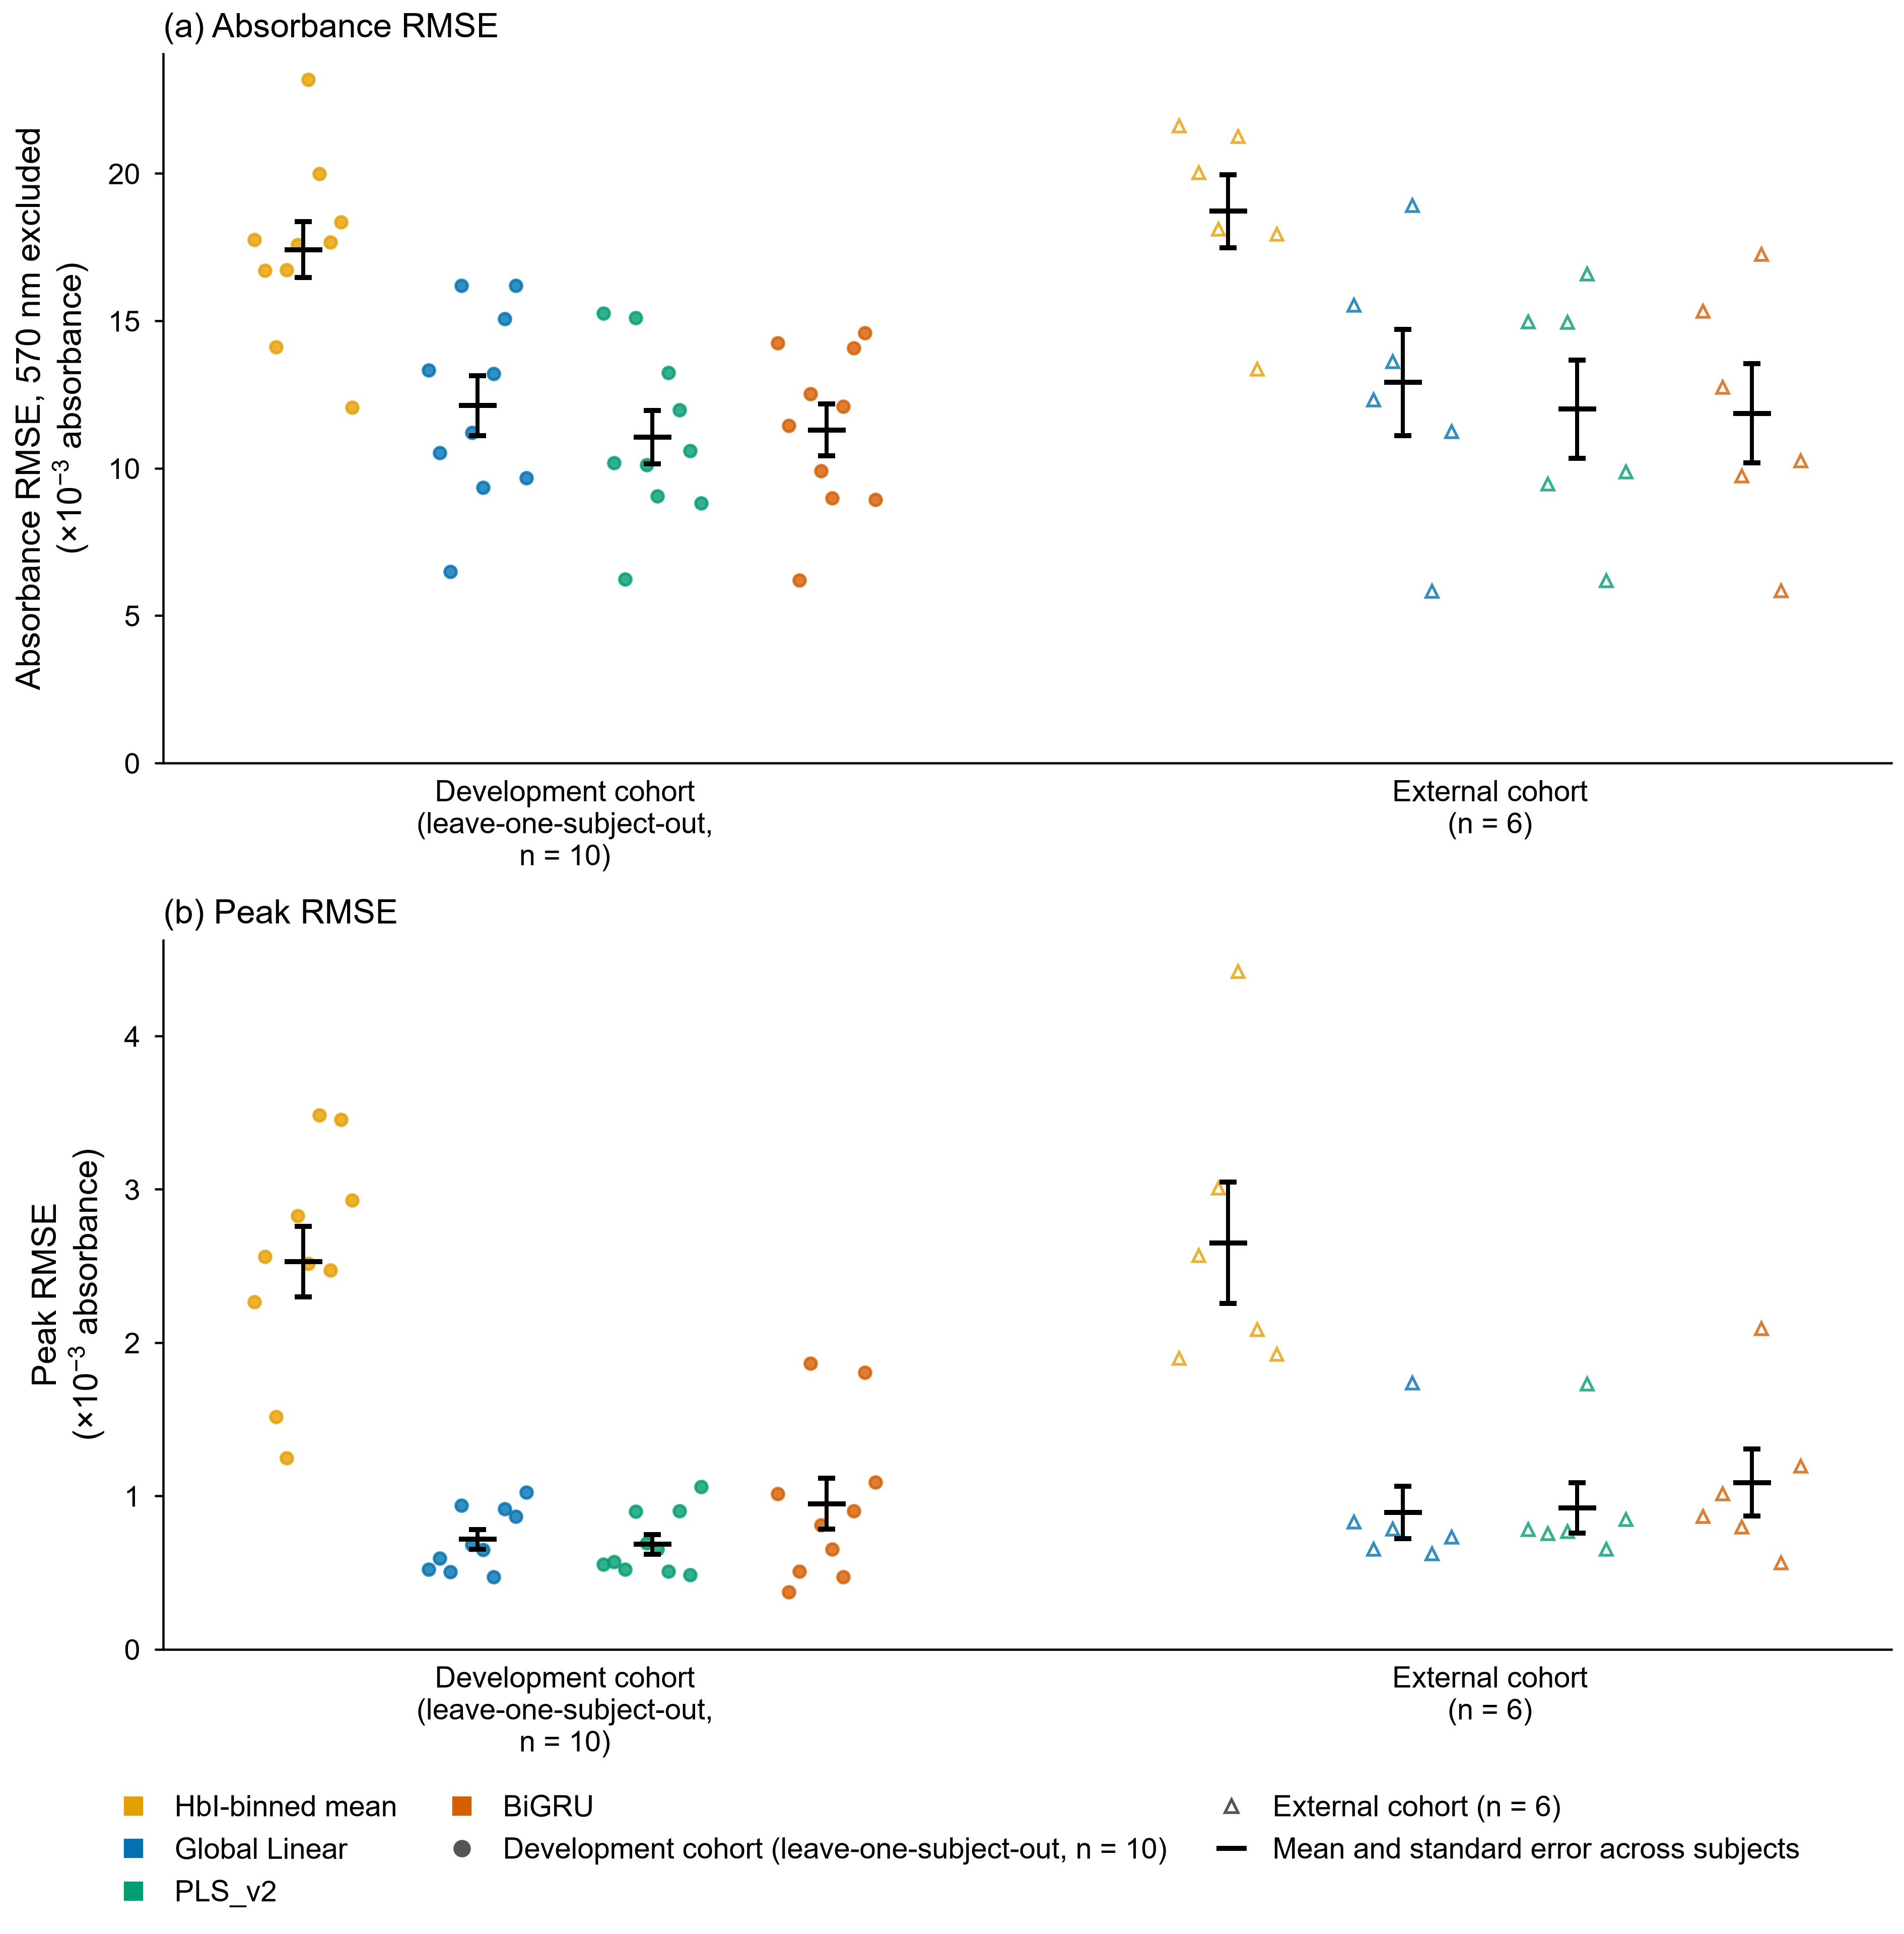 (a) Absorbance RMSE
Absorbance RMSE, 570 nm excluded
(×10⁻³ absorbance)
20
15
10
5
0
Development cohort
(leave-one-subject-out,
n = 10)
External cohort
(n = 6)
(b) Peak RMSE
Peak RMSE
(×10⁻³ absorbance)
4
3
2
1
0
Development cohort
(leave-one-subject-out,
n = 10)
External cohort
(n = 6)
HbI-binned mean
Global Linear
PLS_v2
BiGRU
Development cohort (leave-one-subject-out, n = 10)
External cohort (n = 6)
Mean and standard error across subjects